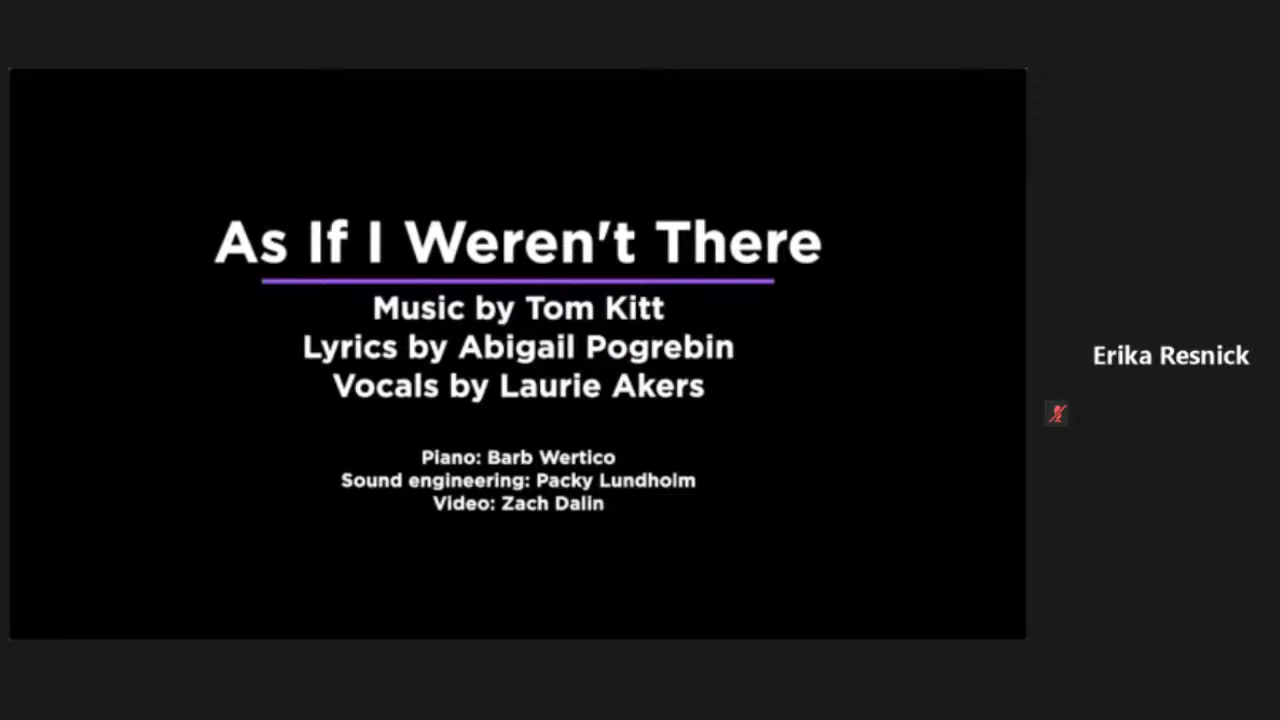 As If I Weren't There
Music by Tom Kitt
Lyrics by Abigail Pogrebin
Vocals by Laurie Akers
Piano: Barb Wertico
Sound engineering: Packy Lundholm
Video: Zach Dalin
Erika Resnick